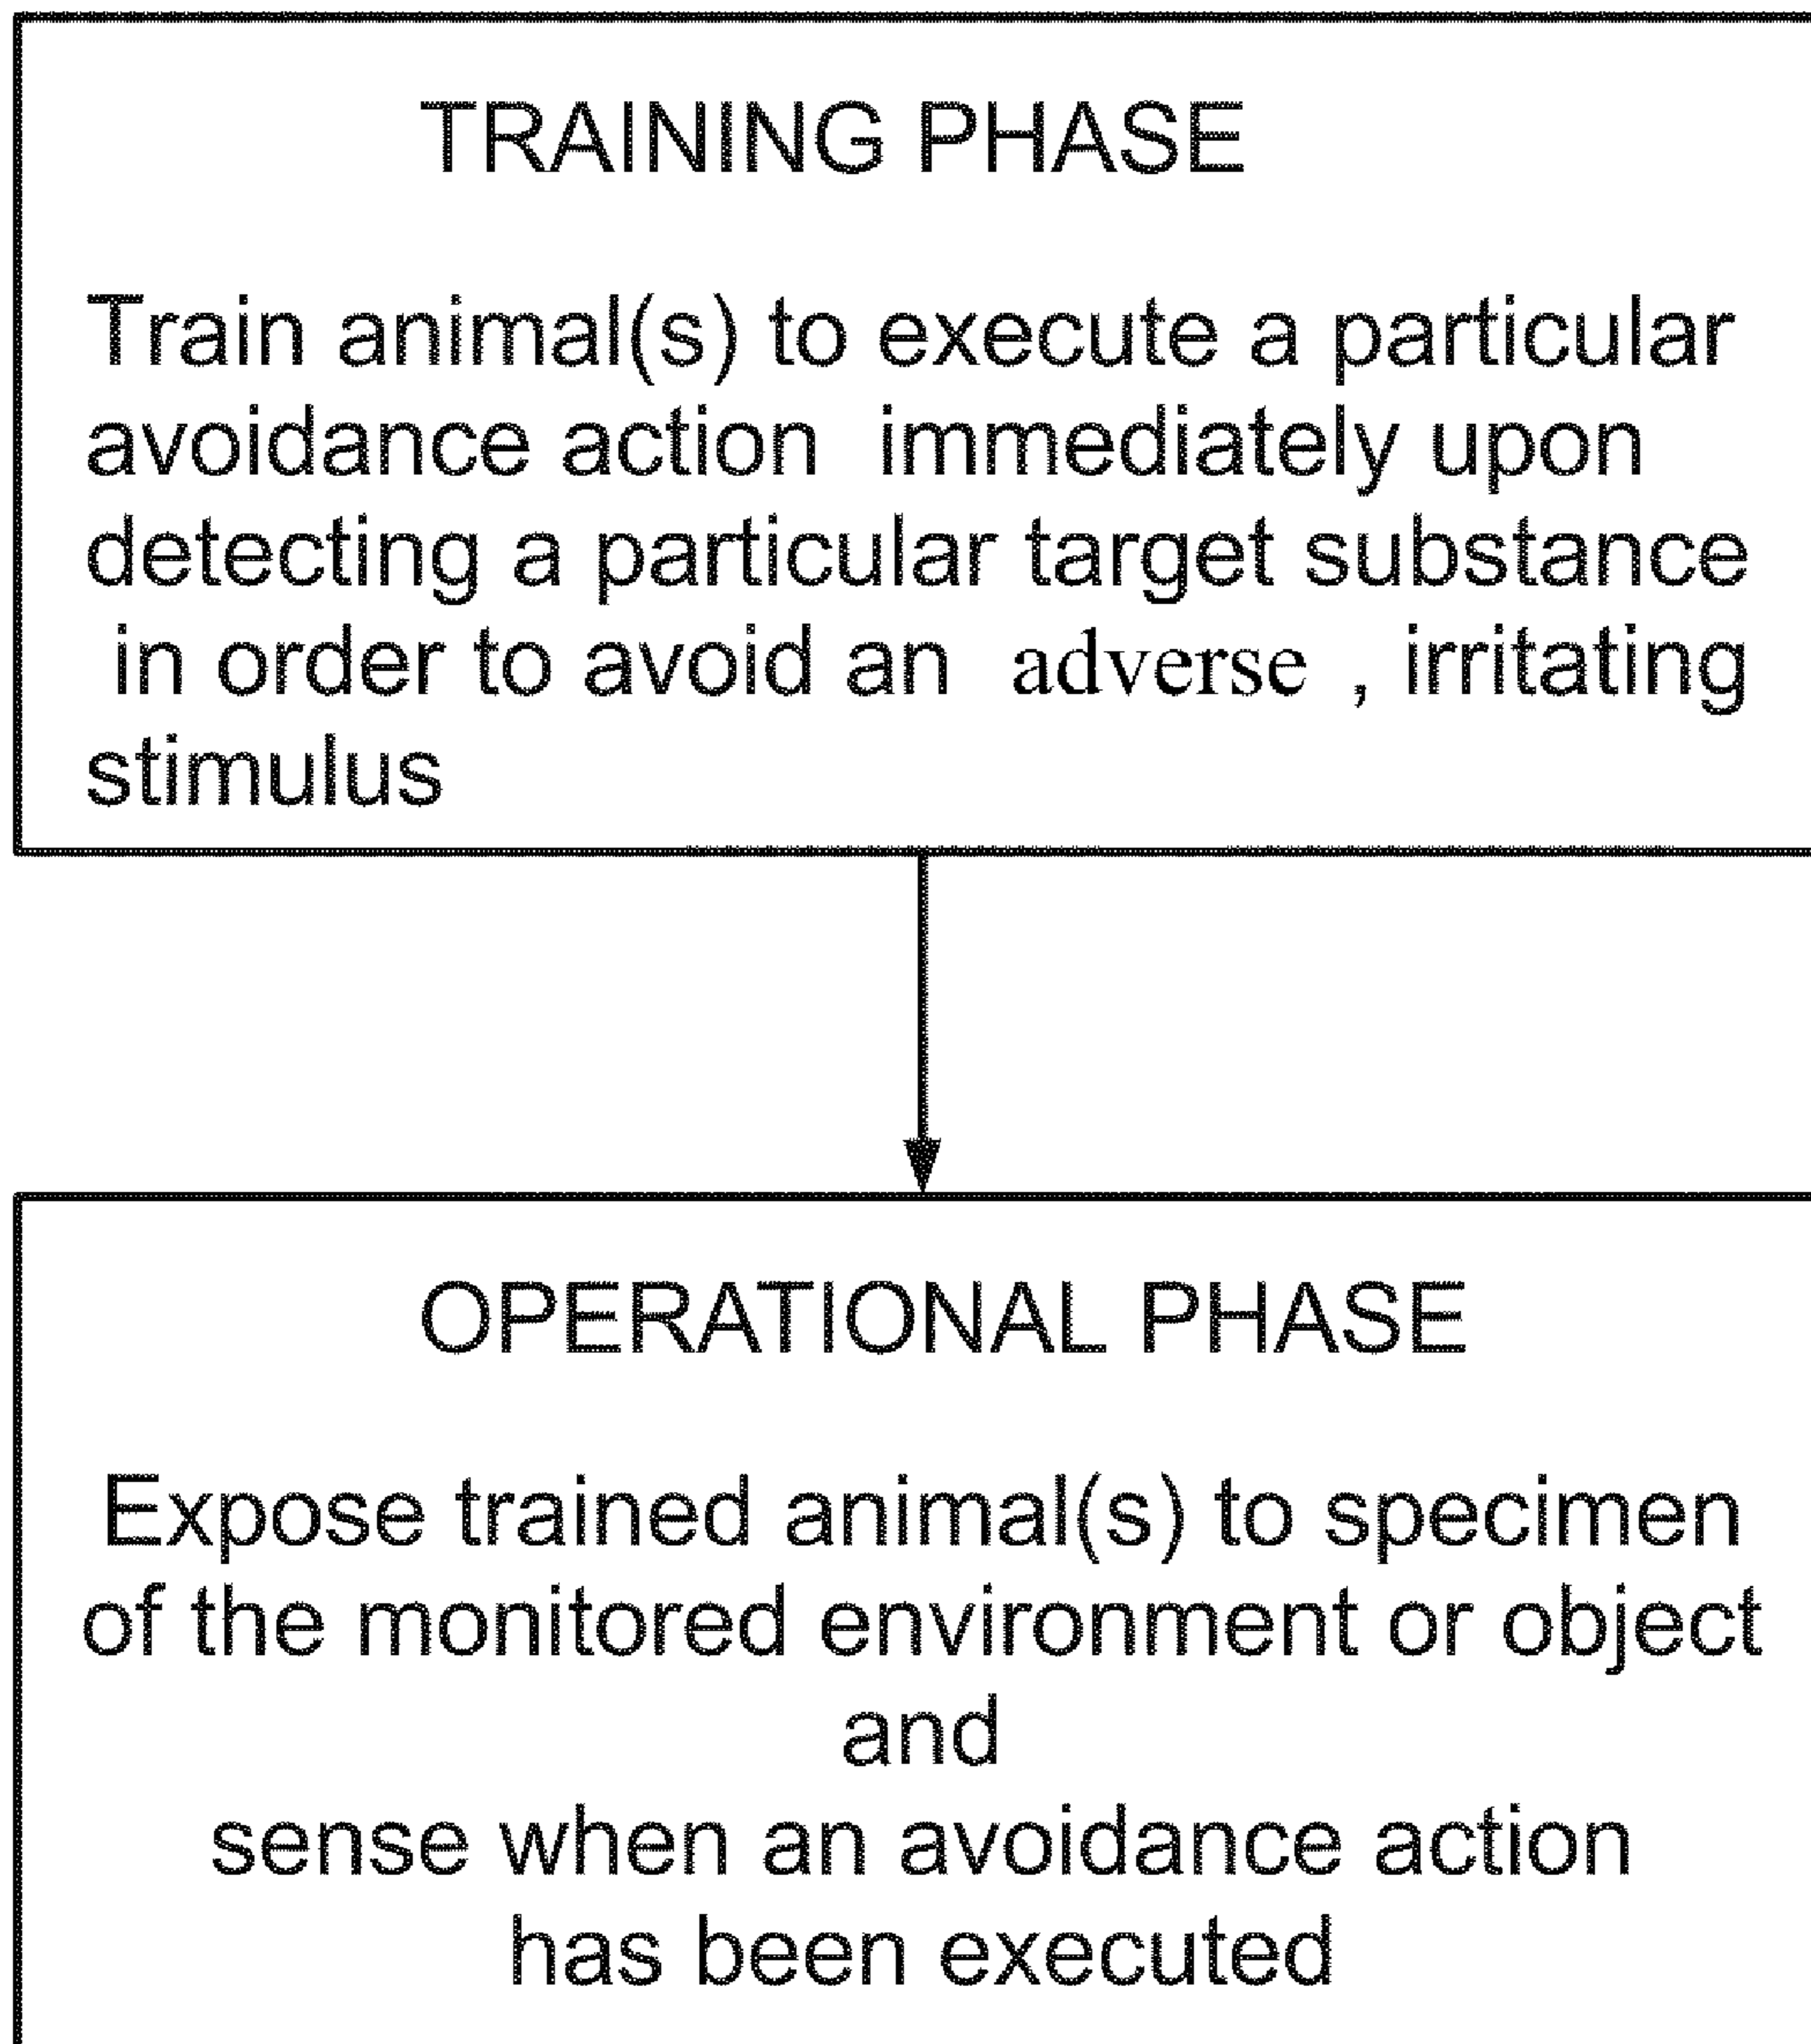 TRAINING PHASE
Train animal(s) to execute a particular
avoidance action immediately upon
detecting a particular target substance
in order to avoid an adverse , irritating
stimulus
OPERATIONAL PHASE
Expose trained animal(s) to specimen
of the monitored environment or object
and
sense when an avoidance action
has been executed